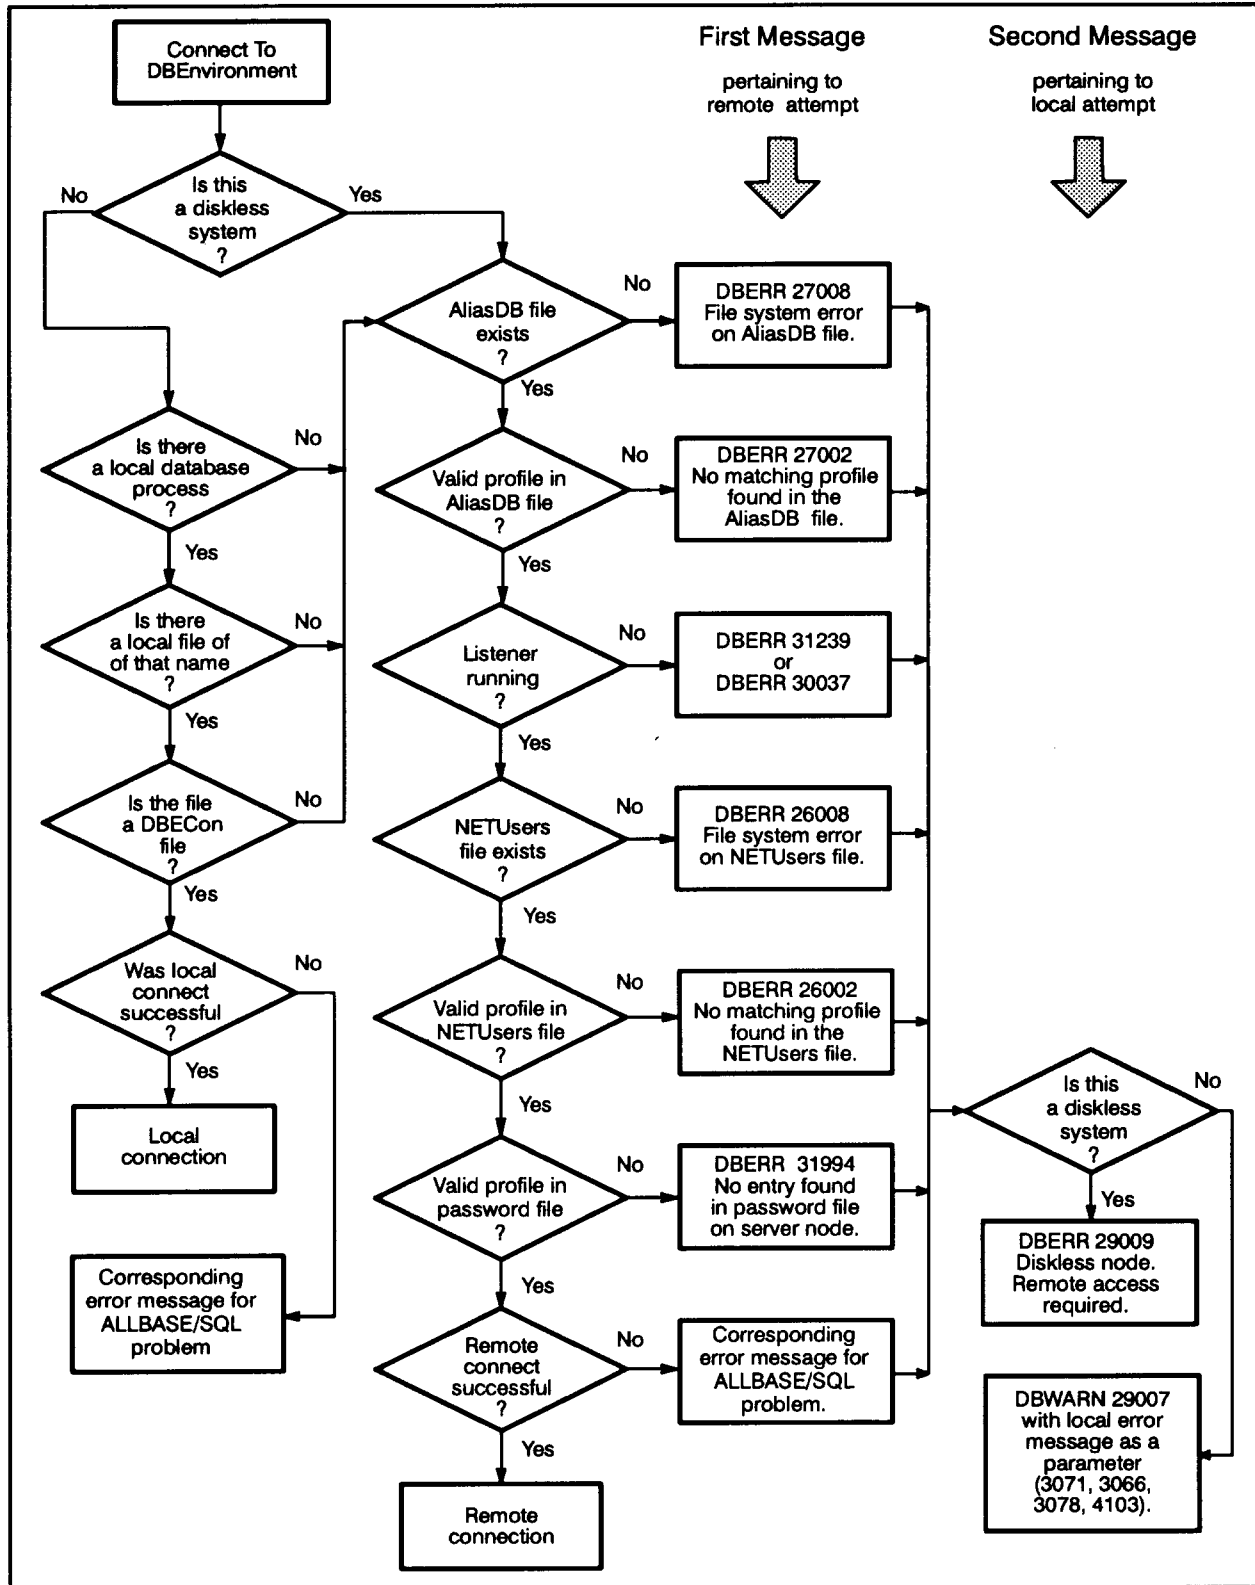 Connect To
DBEnvironment
First Message
pertaining to
remote attempt
Second Message
pertaining to
local attempt
No
Is this
a diskless
system
?
Yes
AliasDB file
exists
?
No
DBERR 27008
File system error
on AliasDB file.
Yes
Is there
a local database
process
?
No
Valid profile in
AliasDB file
?
No
DBERR 27002
No matching profile
found in the
AliasDB file.
Yes
Yes
Is there
a local file of
of that name
?
No
Listener
running
?
No
DBERR 31239
or
DBERR 30037
Yes
Yes
Is the file
a DBECon
file
?
No
NETUsers
file exists
?
No
DBERR 26008
File system error
on NETUsers file.
Yes
Yes
Was local
connect
successful
?
No
Valid profile in
NETUsers file
?
No
DBERR 26002
No matching profile
found in the
NETUsers file.
Yes
Yes
Local
connection
Valid profile in
password file
?
No
DBERR 31994
No entry found
in password file
on server node.
Is this
a diskless
system
?
No
Yes
DBERR 29009
Diskless node.
Remote access
required.
Yes
Corresponding
error message for
ALLBASE/SQL
problem
Remote
connect
successful
?
No
Corresponding
error message for
ALLBASE/SQL
problem.
DBWARN 29007
with local error
message as a
parameter
(3071, 3066,
3078, 4103).
Yes
Remote
connection